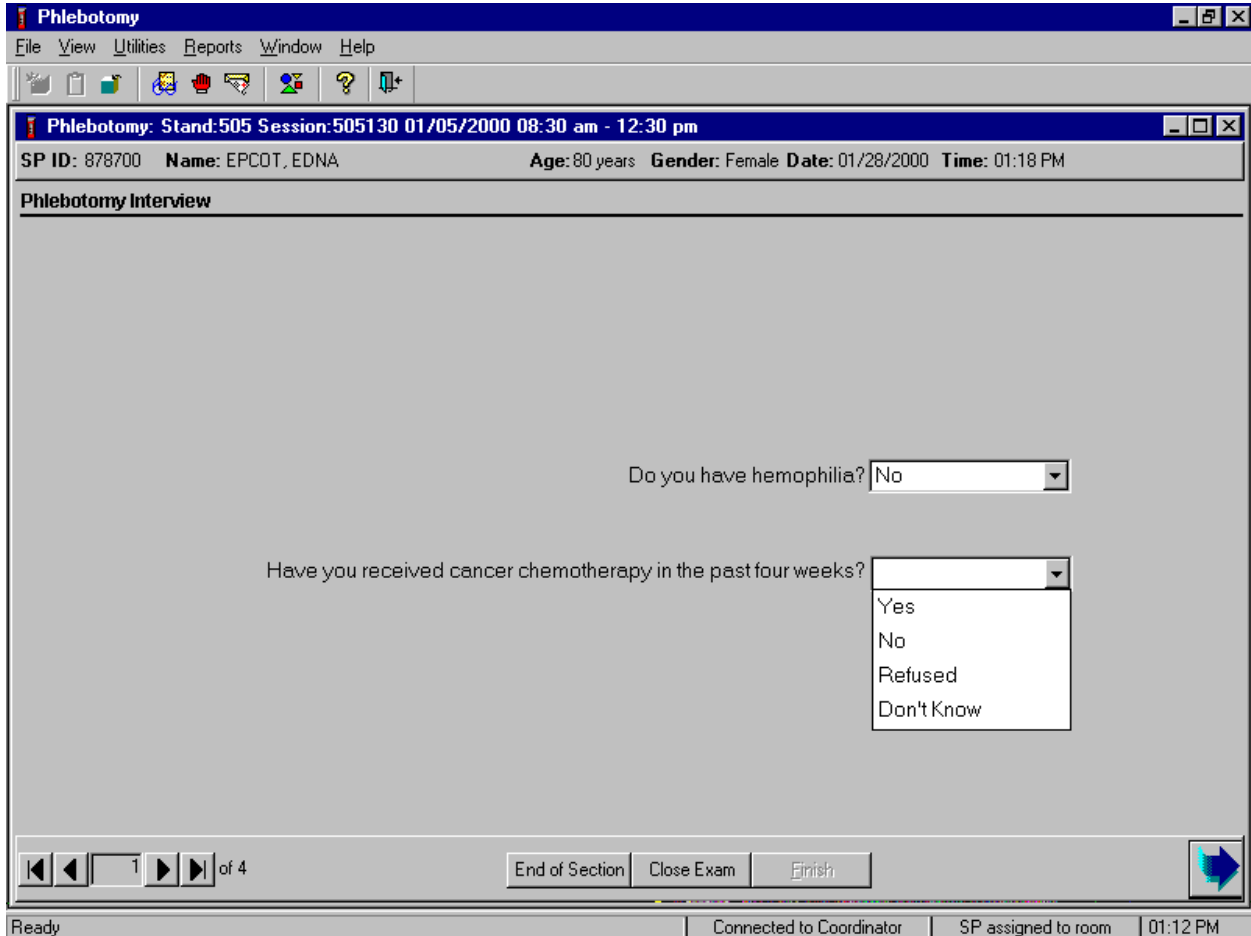 Phlebotomy
File View Utilities Reports Window Help
Phlebotomy: Stand:505 Session:505130 01/05/2000 08:30 am - 12:30 pm
SP ID: 878700 Name: EPCOT, EDNA Age: 80 years Gender: Female Date: 01/28/2000 Time: 01:18 PM
Phlebotomy Interview
Do you have hemophilia? No
Have you received cancer chemotherapy in the past four weeks?
Yes
No
Refused
Don't Know
1 of 4 End of Section Close Exam Finish
Ready Connected to Coordinator SP assigned to room 01:12 PM